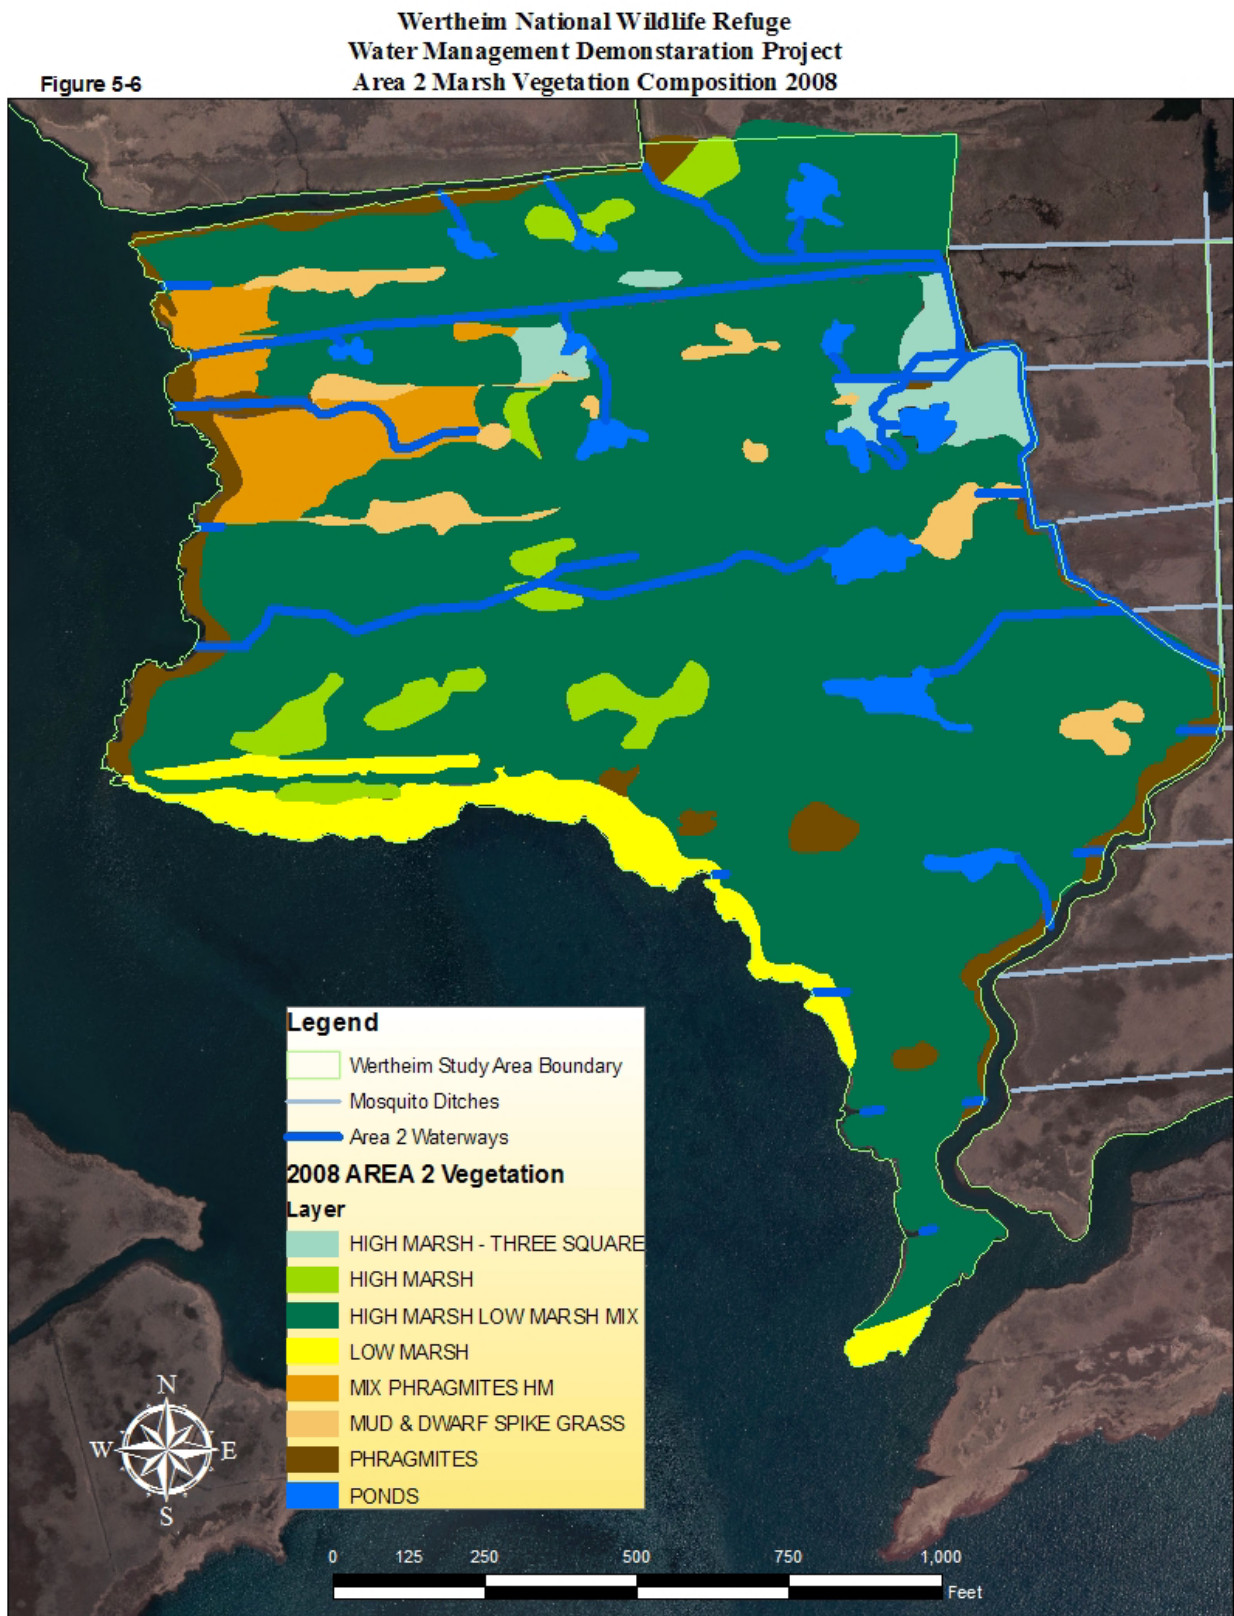 Wertheim National Wildlife Refuge
Water Management Demonstaration Project
Figure 5-6
Area 2 Marsh Vegetation Composition 2008
Legend
Wertheim Study Area Boundary
Mosquito Ditches
Area 2 Waterways
2008 AREA 2 Vegetation
Layer
HIGH MARSH - THREE SQUARE
HIGH MARSH
HIGH MARSH LOW MARSH MIX
LOW MARSH
MIX PHRAGMITES HM
MUD & DWARF SPIKE GRASS
PHRAGMITES
PONDS
N
W E
S
0 125 250 500 750 1,000
Feet